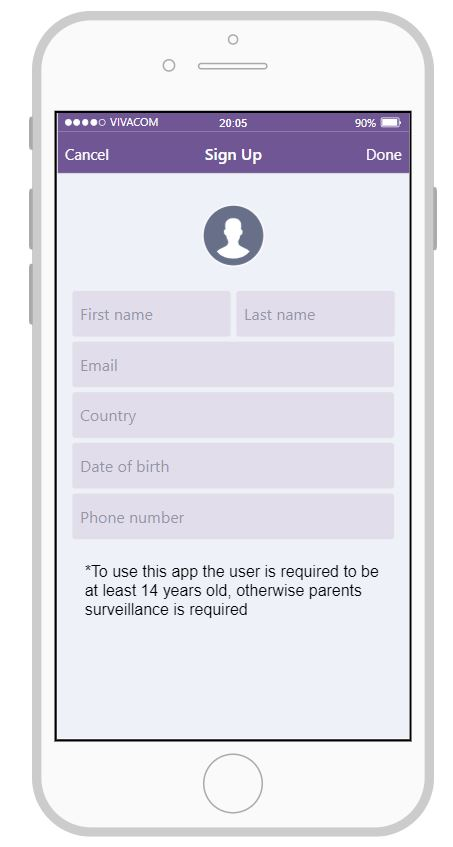 VIVACOM 20:05 90%
Cancel Sign Up Done
First name Last name
Email
Country
Date of birth
Phone number
*To use this app the user is required to be
at least 14 years old, otherwise parents
surveillance is required